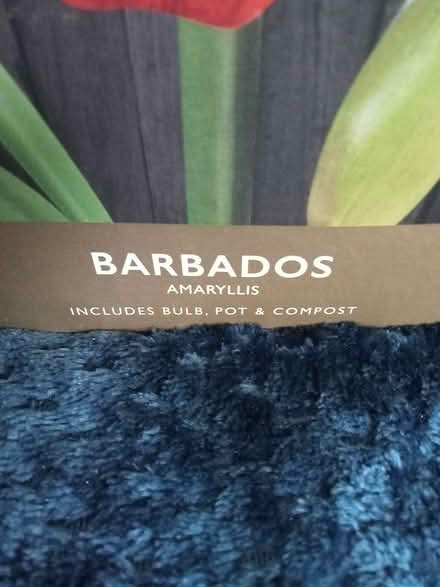 BARBADOS
AMARYLLIS
INCLUDES BULB, POT & COMPOST